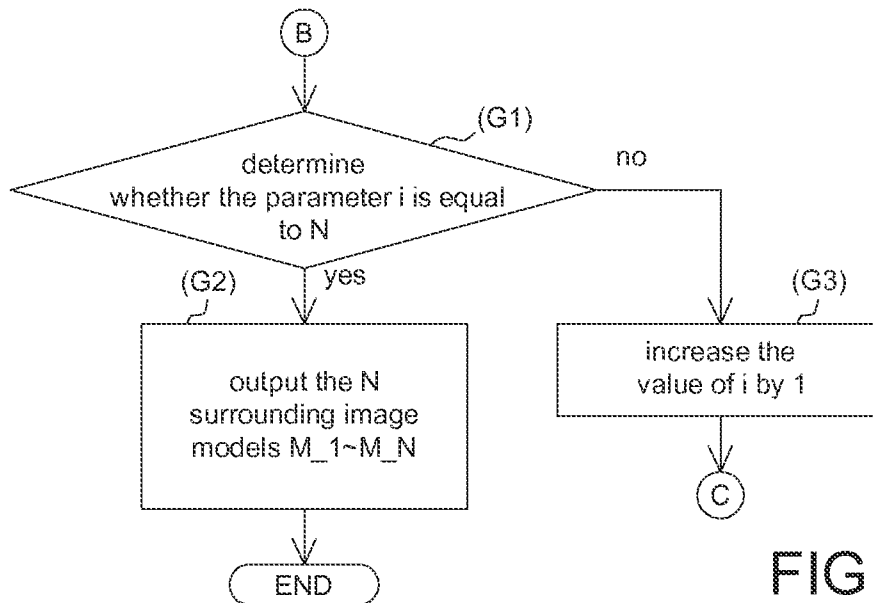 B
(G1)
determine
whether the parameter i is equal
to N
no
yes
(G2)
(G3)
output the N
surrounding image
models M_1~M_N
increase the
value of i by 1
C
END
FIG